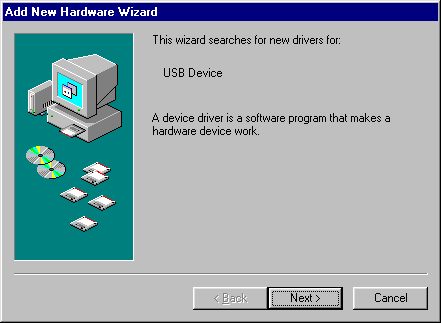 Add New Hardware Wizard
This wizard searches for new drivers for:
USB Device
A device driver is a software program that makes a
hardware device work.
< Back
Next >
Cancel